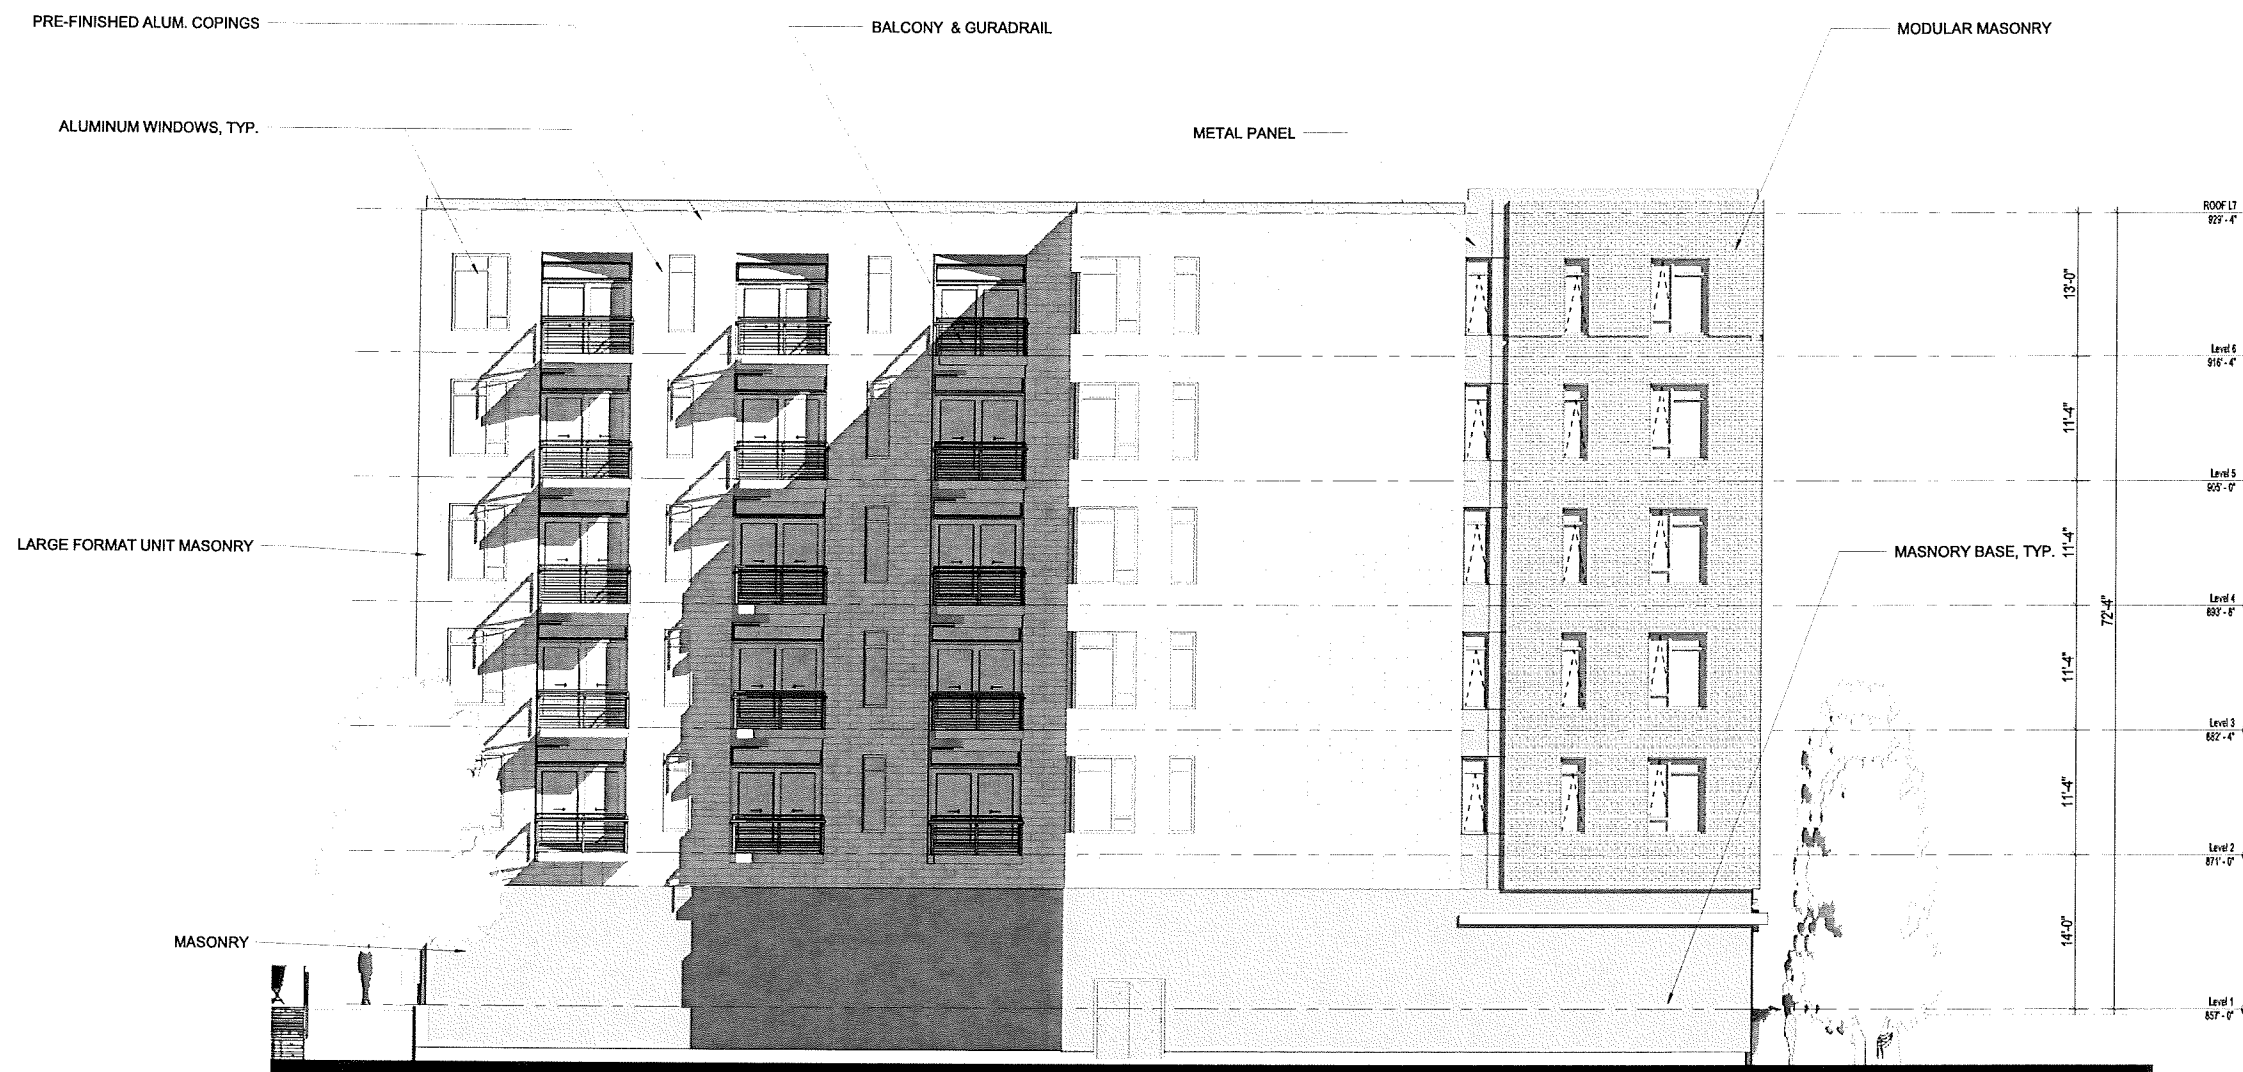 PRE-FINISHED ALUM. COPINGS
BALCONY & GURADRAIL
MODULAR MASONRY
ALUMINUM WINDOWS, TYP.
METAL PANEL
ROOF L7
929' - 4"
13'-0"
Level 6
916' - 4"
11'-4"
Level 5
905' - 0"
LARGE FORMAT UNIT MASONRY
11'-4"
MASNORY BASE, TYP.
Level 4
893' - 8"
72'-4"
11'-4"
Level 3
882' - 4"
11'-4"
Level 2
871' - 0"
MASONRY
14'-0"
Level 1
857' - 0"